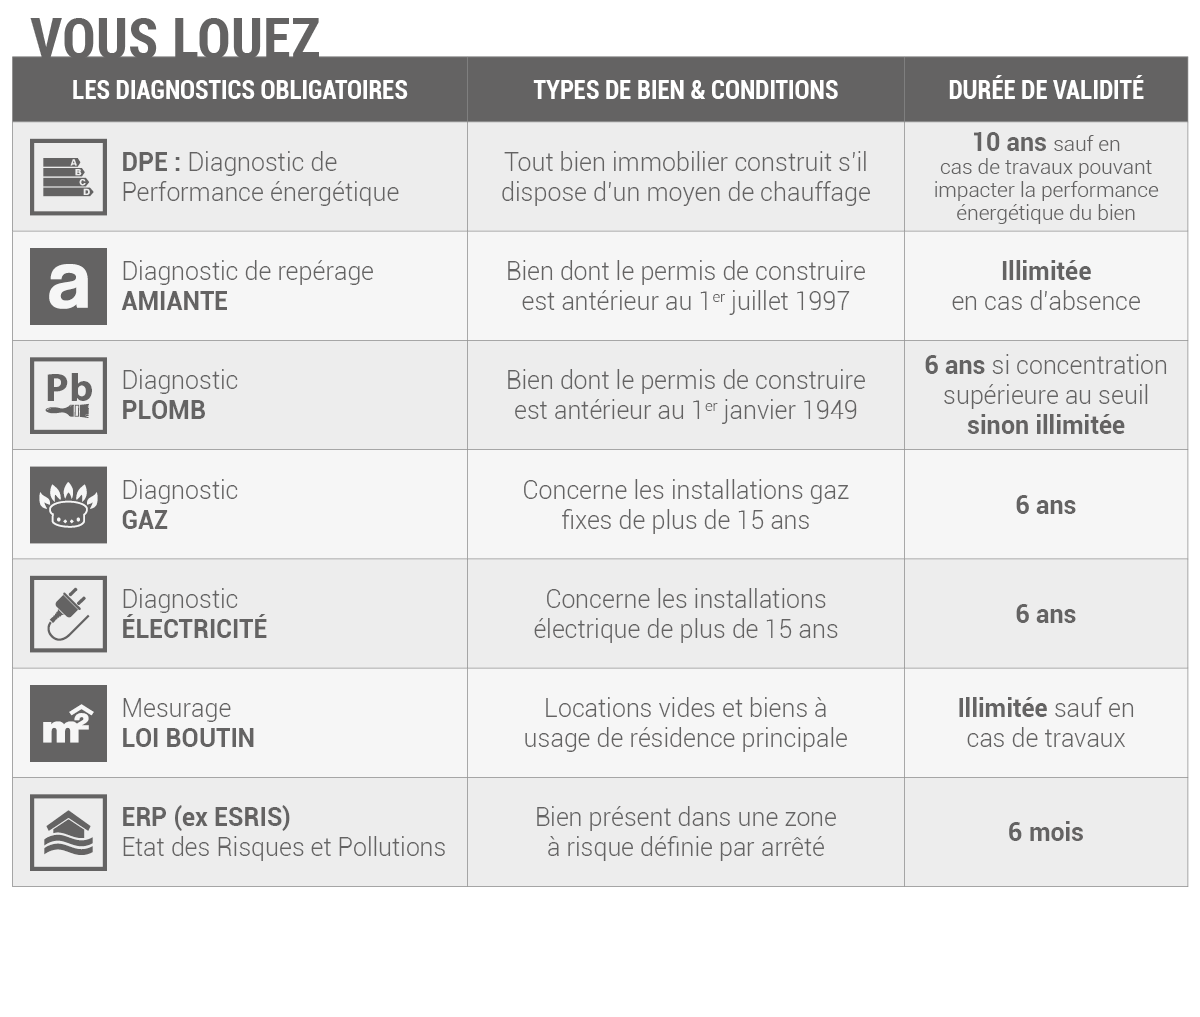 VOUS LOUEZ
LES DIAGNOSTICS OBLIGATOIRES
TYPES DE BIEN & CONDITIONS
DURÉE DE VALIDITÉ
A
B
C
D
DPE : Diagnostic de
Performance énergétique
Tout bien immobilier construit s'il
dispose d'un moyen de chauffage
10 ans sauf en
cas de travaux pouvant
impacter la performance
énergétique du bien
a
Diagnostic de repérage
AMIANTE
Bien dont le permis de construire
est antérieur au 1er juillet 1997
Illimitée
en cas d'absence
Pb
Diagnostic
PLOMB
Bien dont le permis de construire
est antérieur au 1er janvier 1949
6 ans si concentration
supérieure au seuil
sinon illimitée
Diagnostic
GAZ
Concerne les installations gaz
fixes de plus de 15 ans
6 ans
Diagnostic
ÉLECTRICITÉ
Concerne les installations
électrique de plus de 15 ans
6 ans
m2
Mesurage
LOI BOUTIN
Locations vides et biens à
usage de résidence principale
Illimitée sauf en
cas de travaux
ERP (ex ESRIS)
Etat des Risques et Pollutions
Bien présent dans une zone
à risque définie par arrêté
6 mois